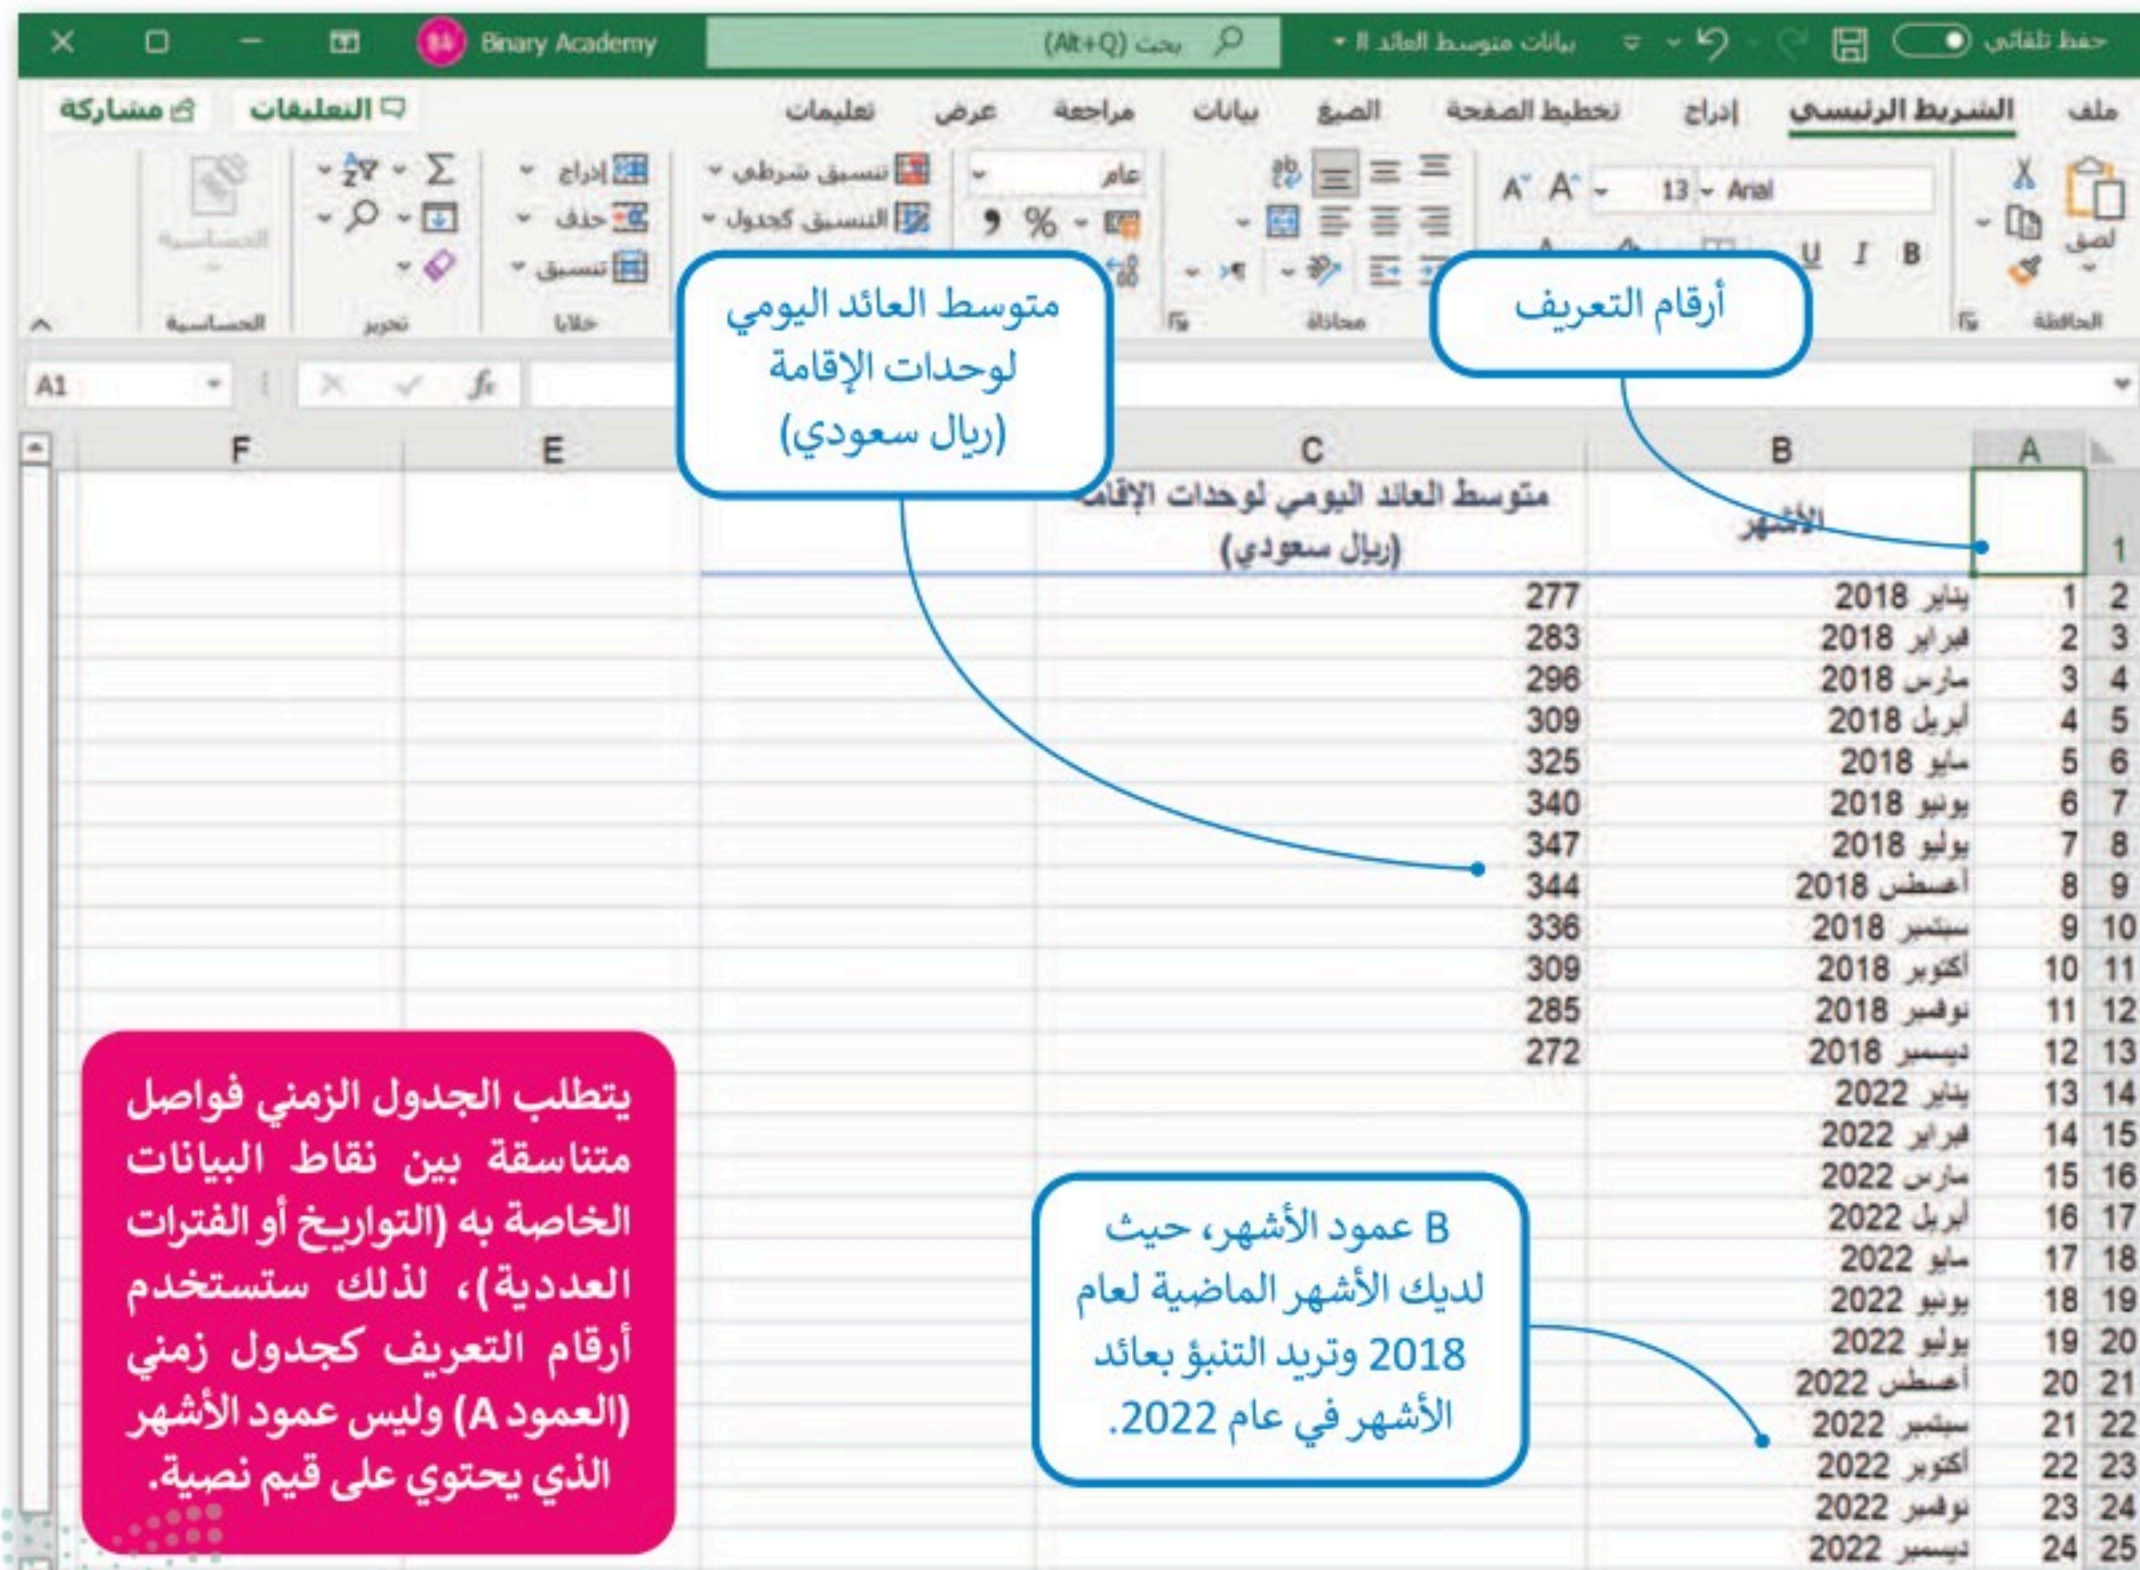 حفظ تلقائي
بيانات متوسط العائد ال
بحث (Alt+Q)
Binary Academy
ملف
الشريط الرئيسي
إدراج
تخطيط الصفحة
الصيغ
بيانات
مراجعة
عرض
تعليمات
التعليقات
مشاركة
لصق
Arial
13
B I U
عام
تنسيق شرطي
التنسيق كجدول
إدراج
حذف
تنسيق
الحساسية
الحافظة
محاذاة
خلايا
تحرير
الحساسية
A1
fx
أرقام التعريف
متوسط العائد اليومي
لوحدات الإقامة
(ريال سعودي)
A B C E F
1 الأشهر متوسط العائد اليومي لوحدات الإقامة
(ريال سعودي)
2 1 يناير 2018 277
3 2 فبراير 2018 283
4 3 مارس 2018 296
5 4 أبريل 2018 309
6 5 مايو 2018 325
7 6 يونيو 2018 340
8 7 يوليو 2018 347
9 8 أغسطس 2018 344
10 9 سبتمبر 2018 336
11 10 أكتوبر 2018 309
12 11 نوفمبر 2018 285
13 12 ديسمبر 2018 272
14 13 يناير 2022
15 14 فبراير 2022
16 15 مارس 2022
17 16 أبريل 2022
18 17 مايو 2022
19 18 يونيو 2022
20 19 يوليو 2022
21 20 أغسطس 2022
22 21 سبتمبر 2022
23 22 أكتوبر 2022
24 23 نوفمبر 2022
25 24 ديسمبر 2022
B عمود الأشهر، حيث
لديك الأشهر الماضية لعام
2018 وتريد التنبؤ بعائد
الأشهر في عام 2022.
يتطلب الجدول الزمني فواصل
متناسقة بين نقاط البيانات
الخاصة به (التواريخ أو الفترات
العددية)، لذلك ستستخدم
أرقام التعريف كجدول زمني
(العمود A) وليس عمود الأشهر
الذي يحتوي على قيم نصية.